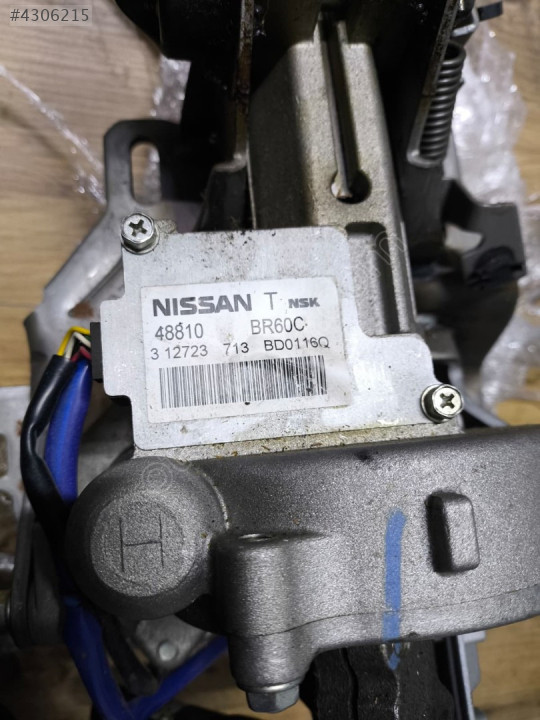 #4306215
NISSAN T NSK
48810 BR60C
3 12723 713 BD0116Q
H